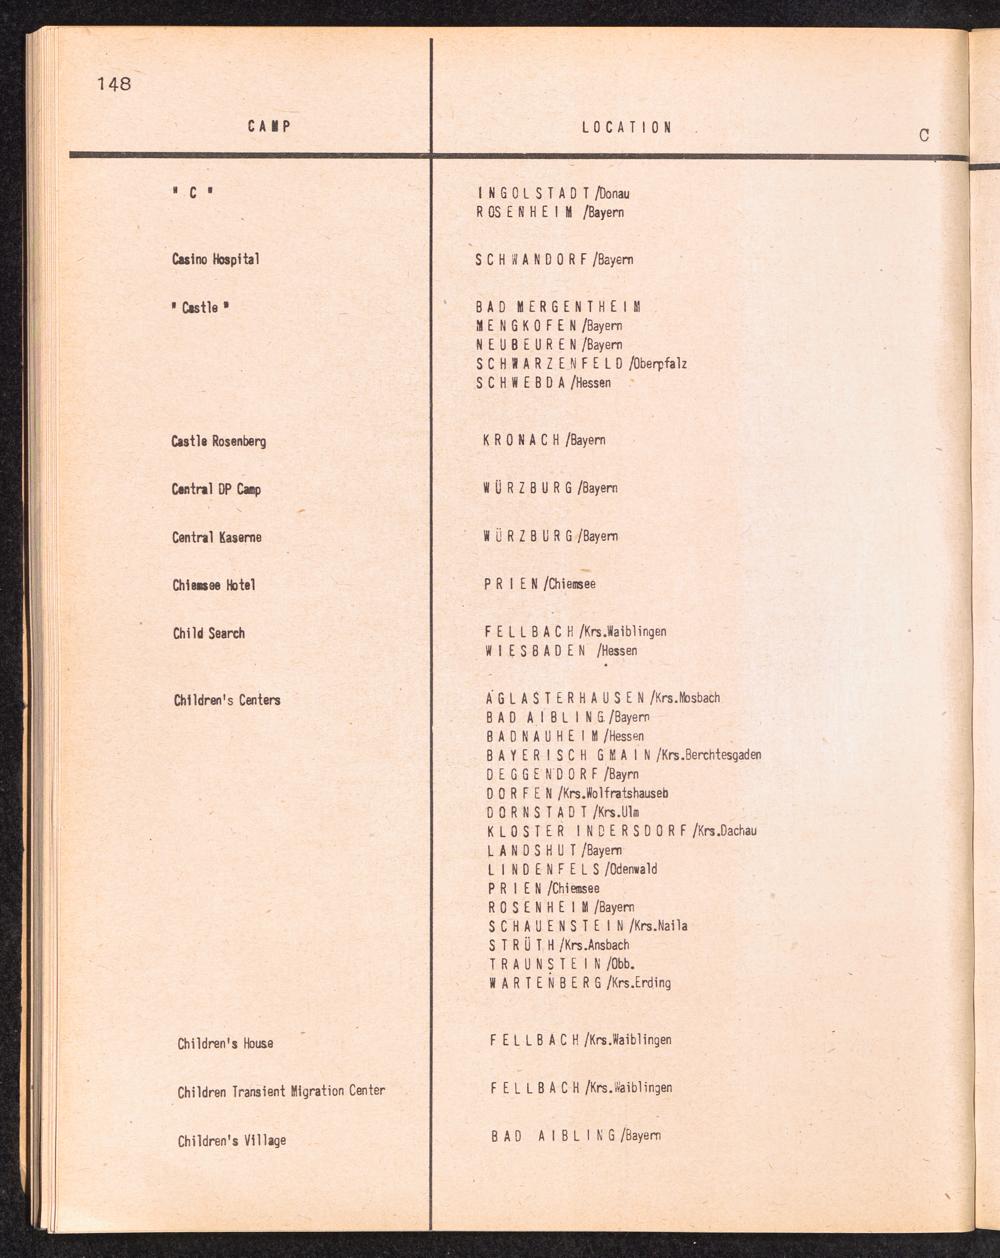 148
CAMP LOCATION C
" C " INGOLSTADT/Donau
ROSENHEIM /Bayern
Casino Hospital SCHWANDORF/Bayern
" Castle " BAD MERGENTHEIM
MENGKOFEN/Bayern
NEUBEUREN/Bayern
SCHWARZENFELD/Oberpfalz
SCHWEBDA/Hessen
Castle Rosenberg KRONACH/Bayern
Central DP Camp WÜRZBURG/Bayern
Central Kaserne WÜRZBURG/Bayern
Chiemsee Hotel PRIEN/Chiemsee
Child Search FELLBACH/Krs.Waiblingen
WIESBADEN /Hessen
Children's Centers AGLASTERHAUSEN/Krs.Mosbach
BAD AIBLING/Bayern
BADNAUHEIM/Hessen
BAYERISCH GMAIN/Krs.Berchtesgaden
DEGGENDORF/Bayrn
DORFEN/Krs.Wolfratshauseb
DORNSTADT/Krs.Ulm
KLOSTER INDERSDORF/Krs.Dachau
LANDSHUT/Bayern
LINDENFELS/Odenwald
PRIEN/Chiemsee
ROSENHEIM/Bayern
SCHAUENSTEIN/Krs.Naila
STRÜTH/Krs.Ansbach
TRAUNSTEIN/Obb.
WARTENBERG/Krs.Erding
Children's House FELLBACH/Krs.Waiblingen
Children Transient Migration Center FELLBACH/Krs.Waiblingen
Children's Village BAD AIBLING/Bayern